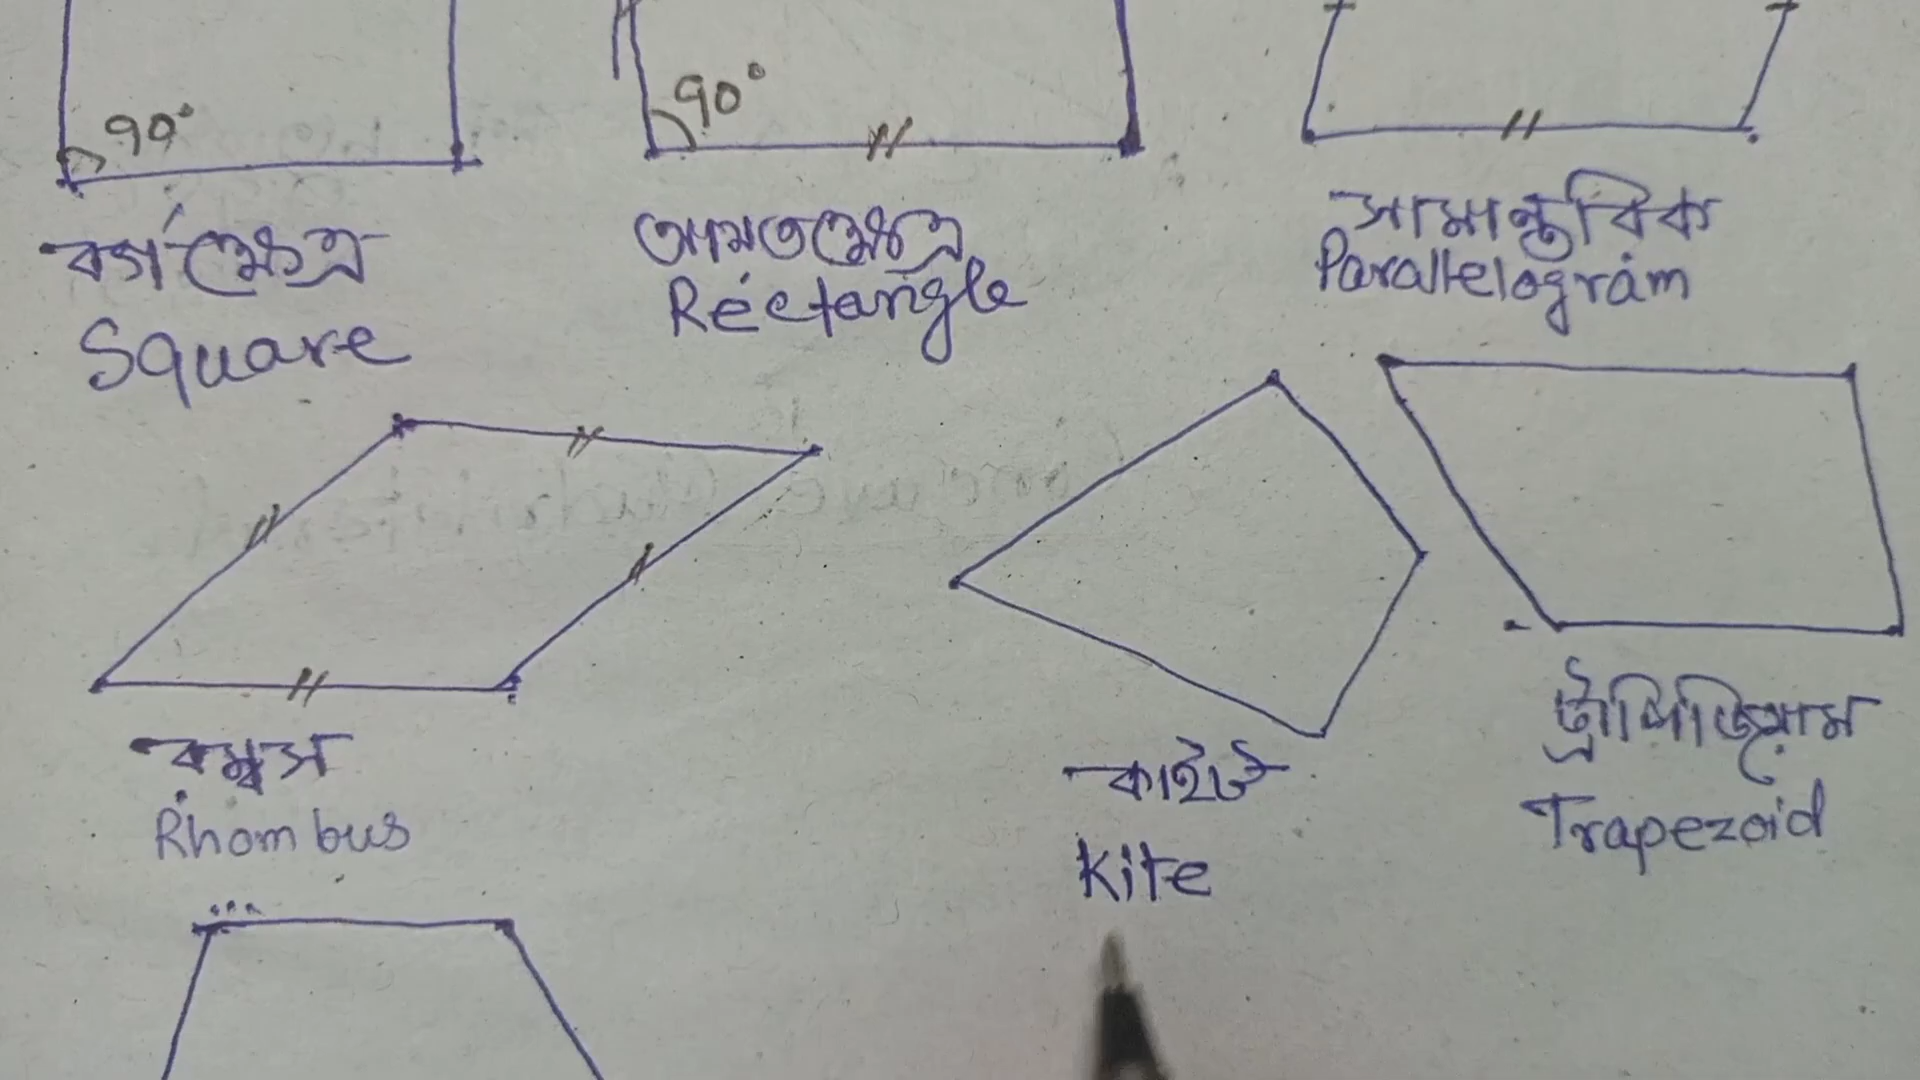 90°
90°
বর্গক্ষেত্র
Square
আয়তক্ষেত্র
Rectangle
সামান্তরিক
Parallelogram
রম্বস
Rhombus
কাইট
Kite
ট্রাপিজিয়াম
Trapezoid